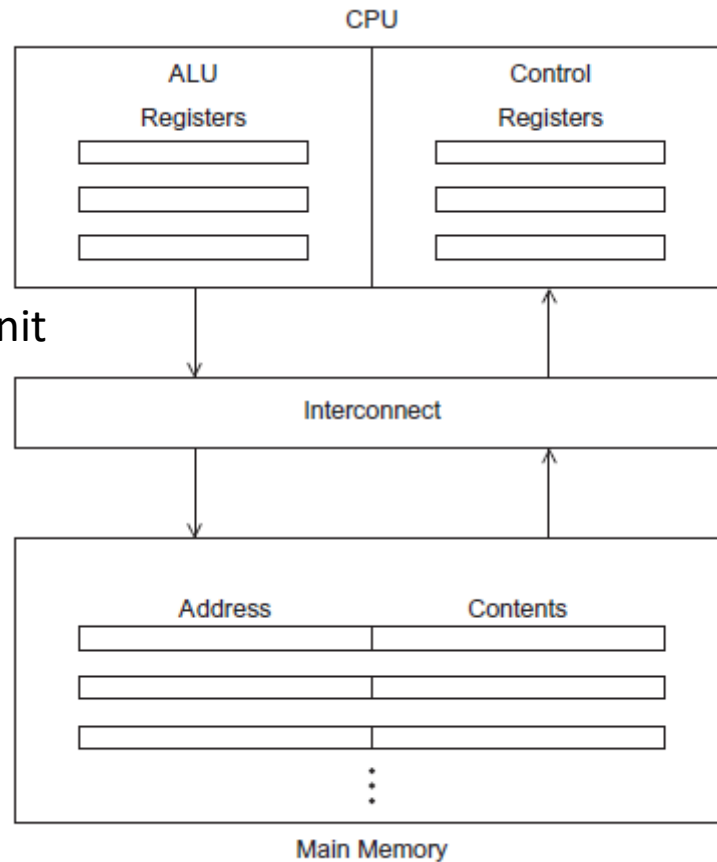 CPU
ALU Control
Registers Registers
nit
Interconnect
Address Contents
Main Memory